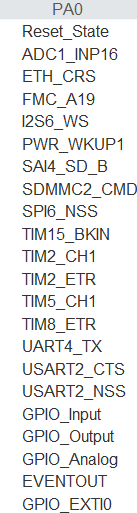 PA0
Reset_State
ADC1_INP16
ETH_CRS
FMC_A19
I2S6_WS
PWR_WKUP1
SAI4_SD_B
SDMMC2_CMD
SPI6_NSS
TIM15_BKIN
TIM2_CH1
TIM2_ETR
TIM5_CH1
TIM8_ETR
UART4_TX
USART2_CTS
USART2_NSS
GPIO_Input
GPIO_Output
GPIO_Analog
EVENTOUT
GPIO_EXTI0